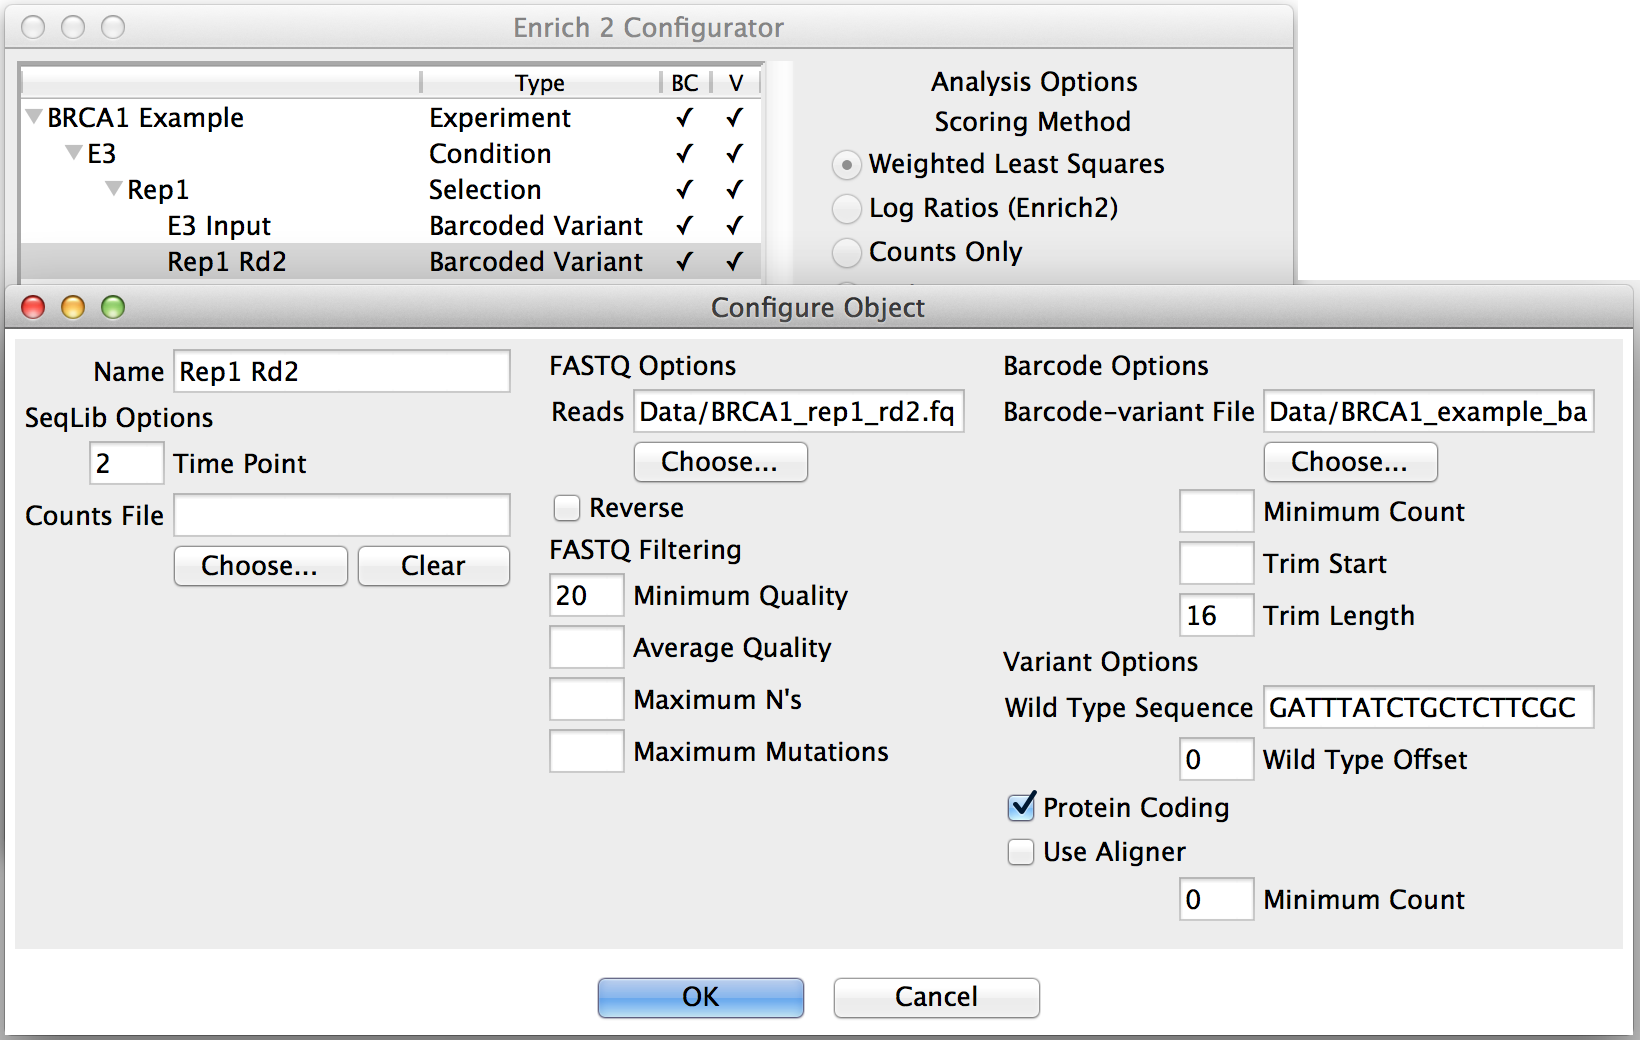 Enrich 2 Configurator
Type BC V
BRCA1 Example Experiment ✓ ✓
E3 Condition ✓ ✓
Rep1 Selection ✓ ✓
E3 Input Barcoded Variant ✓ ✓
Rep1 Rd2 Barcoded Variant ✓ ✓
Analysis Options
Scoring Method
Weighted Least Squares
Log Ratios (Enrich2)
Counts Only
Configure Object
Name Rep1 Rd2
SeqLib Options
2 Time Point
Counts File
Choose... Clear
FASTQ Options
Reads Data/BRCA1_rep1_rd2.fq
Choose...
Reverse
FASTQ Filtering
20 Minimum Quality
Average Quality
Maximum N's
Maximum Mutations
Barcode Options
Barcode-variant File Data/BRCA1_example_ba
Choose...
Minimum Count
Trim Start
16 Trim Length
Variant Options
Wild Type Sequence GATTTATCTGCTCTTCGC
0 Wild Type Offset
Protein Coding
Use Aligner
0 Minimum Count
OK Cancel